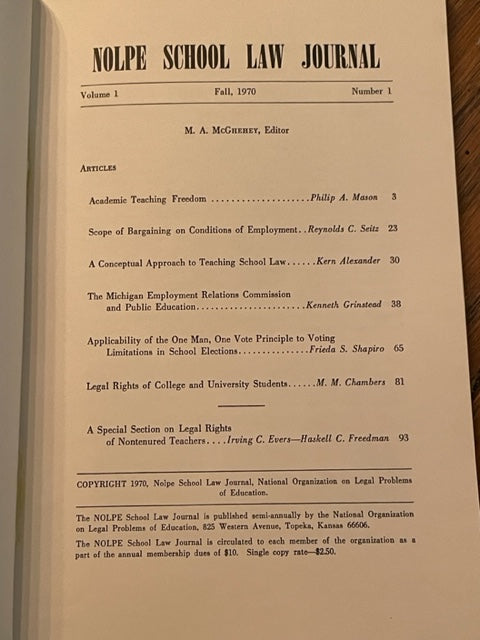 NOLPE SCHOOL LAW JOURNAL
Volume 1 Fall, 1970 Number 1
M. A. McGhehey, Editor
Articles
Academic Teaching Freedom .....................Philip A. Mason 3
Scope of Bargaining on Conditions of Employment..Reynolds C. Seitz 23
A Conceptual Approach to Teaching School Law......Kern Alexander 30
The Michigan Employment Relations Commission
and Public Education......................Kenneth Grinstead 38
Applicability of the One Man, One Vote Principle to Voting
Limitations in School Elections..............Frieda S. Shapiro 65
Legal Rights of College and University Students......M. M. Chambers 81
A Special Section on Legal Rights
of Nontenured Teachers....Irving C. Evers—Haskell C. Freedman 93
COPYRIGHT 1970, Nolpe School Law Journal, National Organization on Legal Problems
of Education.
The NOLPE School Law Journal is published semi-annually by the National Organization
on Legal Problems of Education, 825 Western Avenue, Topeka, Kansas 66606.
The NOLPE School Law Journal is circulated to each member of the organization as a
part of the annual membership dues of $10. Single copy rate—$2.50.